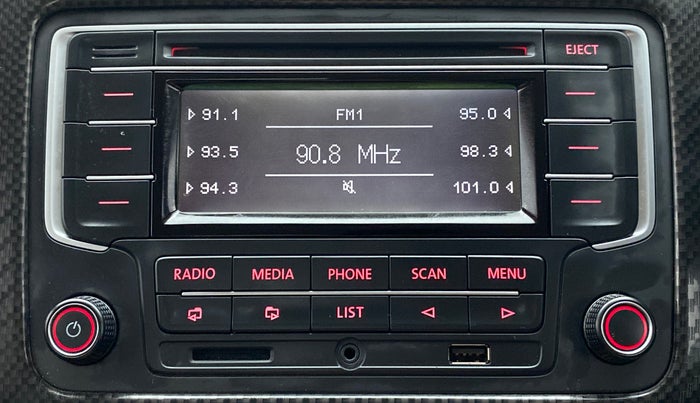 EJECT
91.1 FM1 95.0
93.5 90.8 MHz 98.3
94.3 101.0
RADIO MEDIA PHONE SCAN MENU
LIST